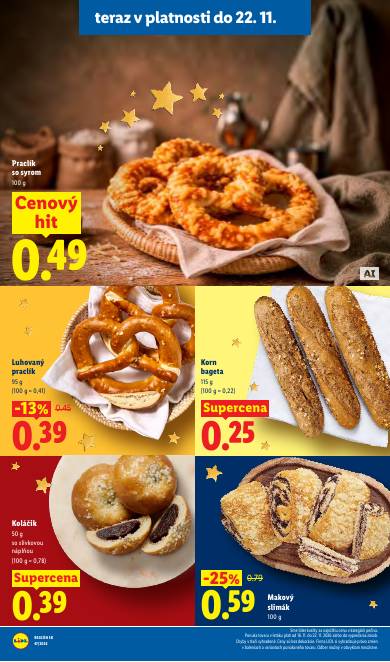 teraz v platnosti do 22. 11.
Praclík
so syrom
100 g
Cenový
hit
0.49
AI
Luhovaný
praclík
95 g
(100 g = 0,41)
-13% 0.45
0.39
Korn
bageta
115 g
(100 g = 0,22)
Supercena
0.25
Koláčik
50 g
so slivkovou
náplňou
(100 g = 0,78)
Supercena
0.39
-25% 0.79
0.59
Makový
slimák
100 g